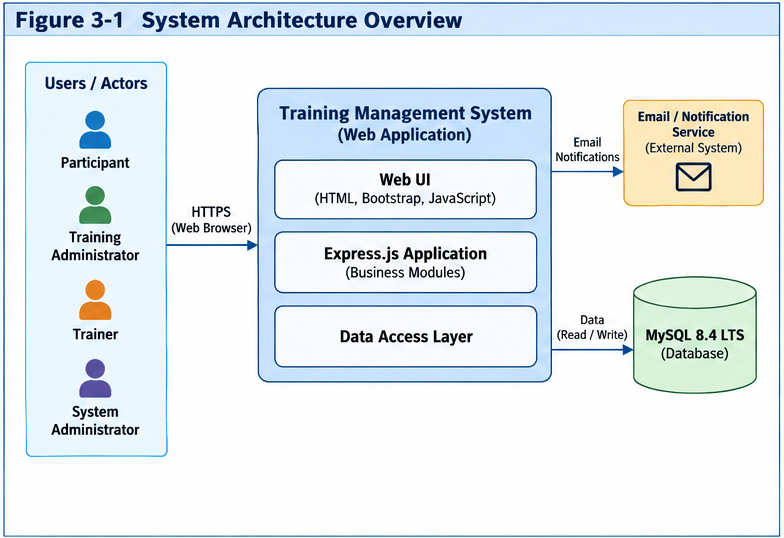 Figure 3-1 System Architecture Overview
Users / Actors
Participant
Training
Administrator
Trainer
System
Administrator
HTTPS
(Web Browser)
Training Management System
(Web Application)
Web UI
(HTML, Bootstrap, JavaScript)
Express.js Application
(Business Modules)
Data Access Layer
Email
Notifications
Email / Notification
Service
(External System)
Data
(Read / Write)
MySQL 8.4 LTS
(Database)